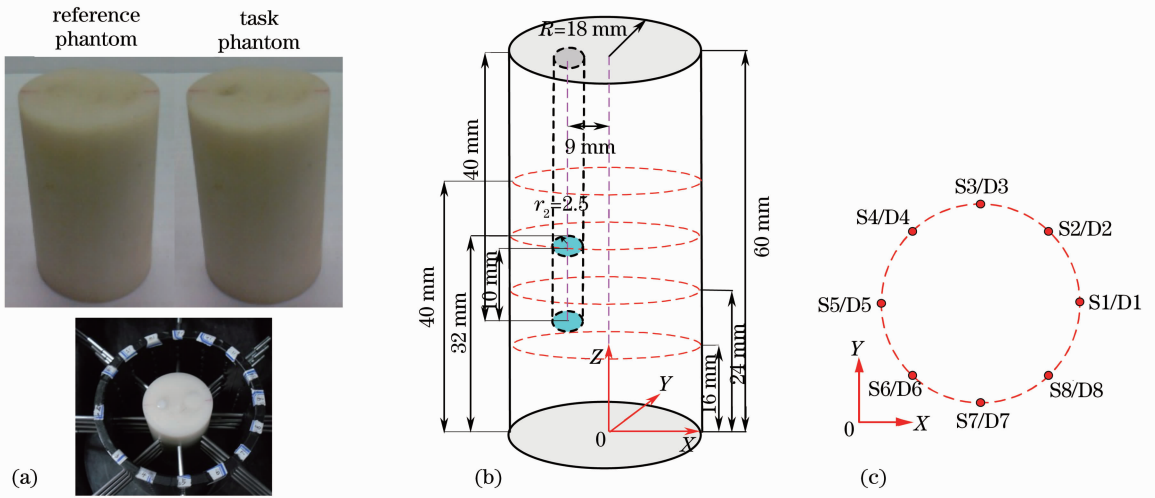 reference
phantom
task
phantom
(a)
R=18 mm
40 mm
9 mm
r₂=2.5
10 mm
40 mm
32 mm
60 mm
24 mm
16 mm
Z
Y
X
0
(b)
S3/D3
S4/D4
S2/D2
S5/D5
S1/D1
S6/D6
S8/D8
S7/D7
Y
X
0
(c)